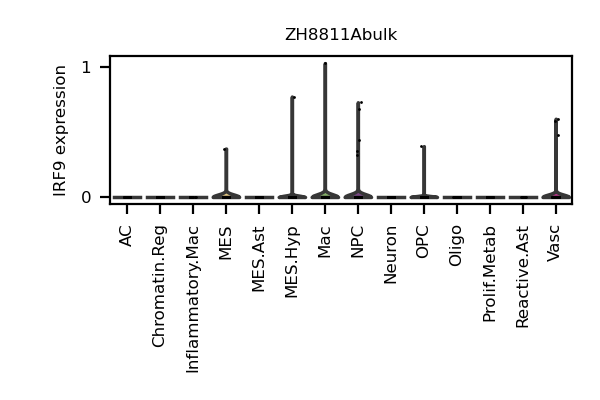 ZH8811Abulk
IRF9 expression
1
0
AC
Chromatin.Reg
Inflammatory.Mac
MES
MES.Ast
MES.Hyp
Mac
NPC
Neuron
OPC
Oligo
Prolif.Metab
Reactive.Ast
Vasc